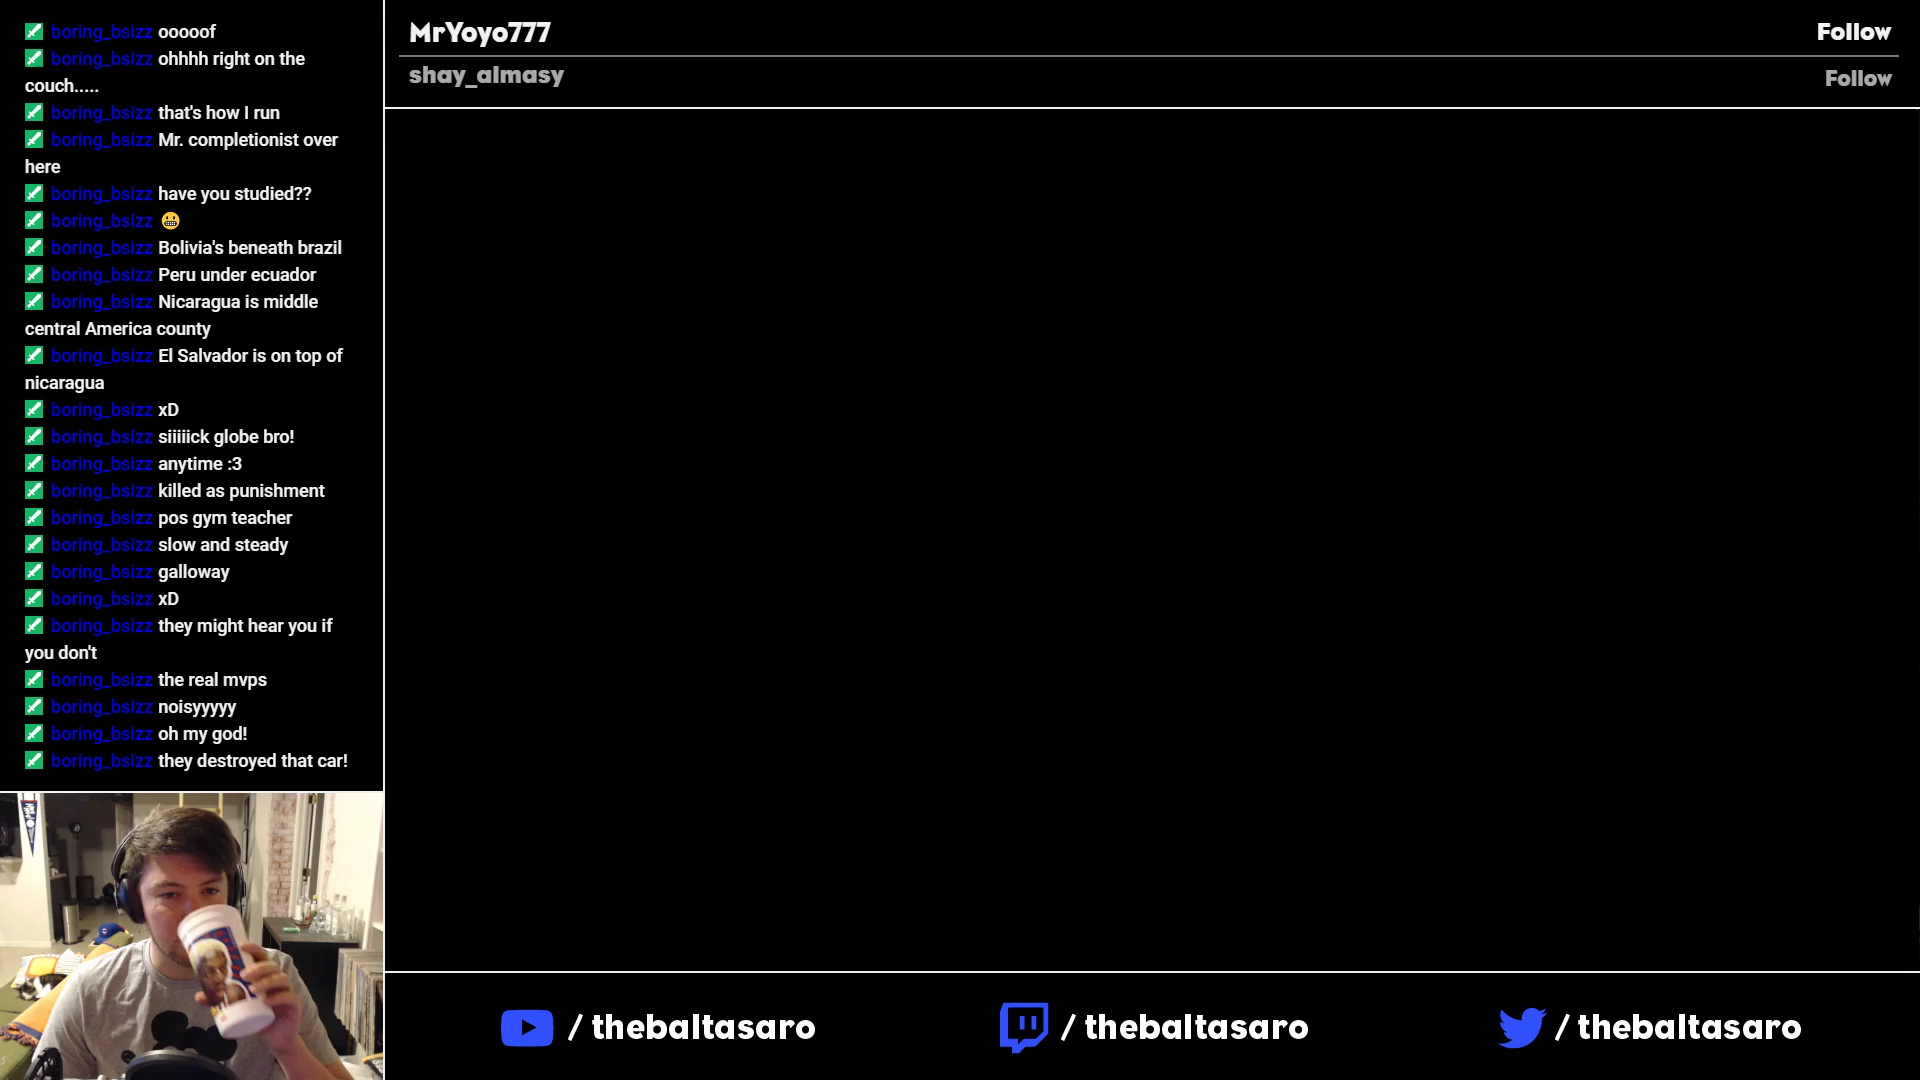 boring_bsizz ooooof
boring_bsizz ohhhh right on the
couch.....
boring_bsizz that's how I run
boring_bsizz Mr. completionist over
here
boring_bsizz have you studied??
boring_bsizz 😬
boring_bsizz Bolivia's beneath brazil
boring_bsizz Peru under ecuador
boring_bsizz Nicaragua is middle
central America county
boring_bsizz El Salvador is on top of
nicaragua
boring_bsizz xD
boring_bsizz siiiiick globe bro!
boring_bsizz anytime :3
boring_bsizz killed as punishment
boring_bsizz pos gym teacher
boring_bsizz slow and steady
boring_bsizz galloway
boring_bsizz xD
boring_bsizz they might hear you if
you don't
boring_bsizz the real mvps
boring_bsizz noisyyyyy
boring_bsizz oh my god!
boring_bsizz they destroyed that car!
MrYoyo777 Follow
shay_almasy Follow
/ thebaltasaro
/ thebaltasaro
/ thebaltasaro